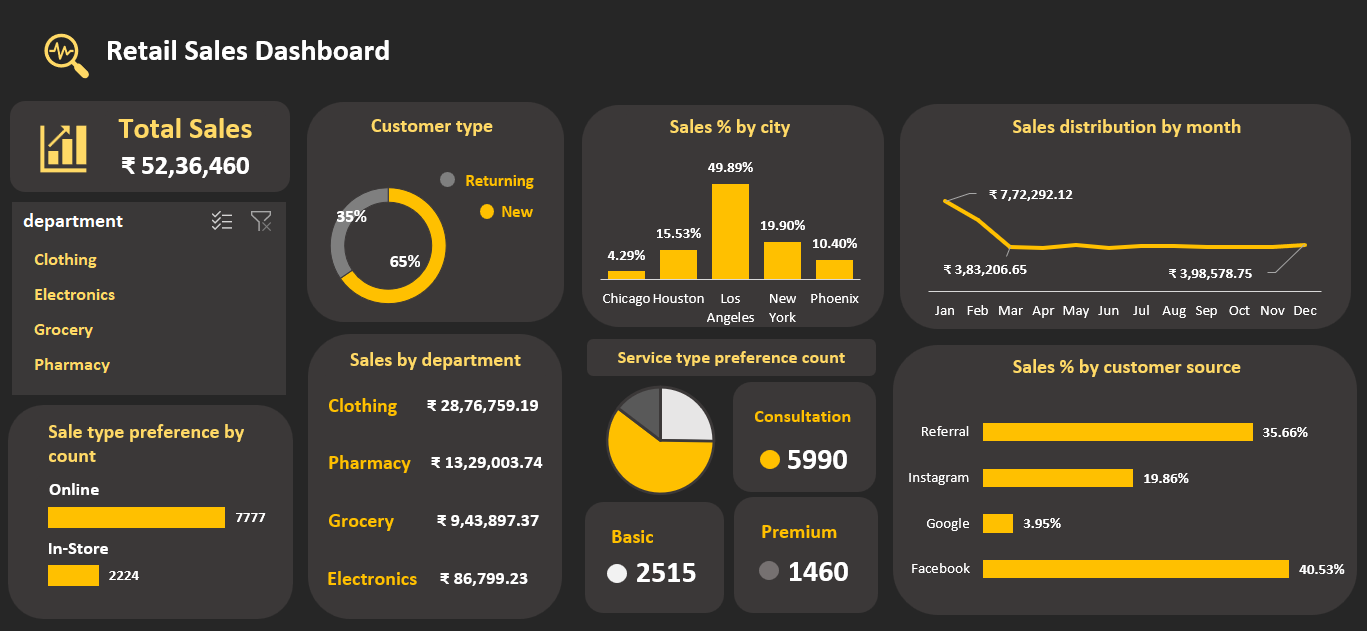 Retail Sales Dashboard
Total Sales
₹ 52,36,460
department
Clothing
Electronics
Grocery
Pharmacy
Sale type preference by
count
Online
7777
In-Store
2224
Customer type
Returning
New
35%
65%
Sales by department
Clothing ₹ 28,76,759.19
Pharmacy ₹ 13,29,003.74
Grocery ₹ 9,43,897.37
Electronics ₹ 86,799.23
Sales % by city
49.89%
19.90%
15.53%
10.40%
4.29%
Chicago Houston Los Angeles New York Phoenix
Service type preference count
Consultation
5990
Basic
2515
Premium
1460
Sales distribution by month
₹ 7,72,292.12
₹ 3,83,206.65
₹ 3,98,578.75
Jan Feb Mar Apr May Jun Jul Aug Sep Oct Nov Dec
Sales % by customer source
Referral 35.66%
Instagram 19.86%
Google 3.95%
Facebook 40.53%